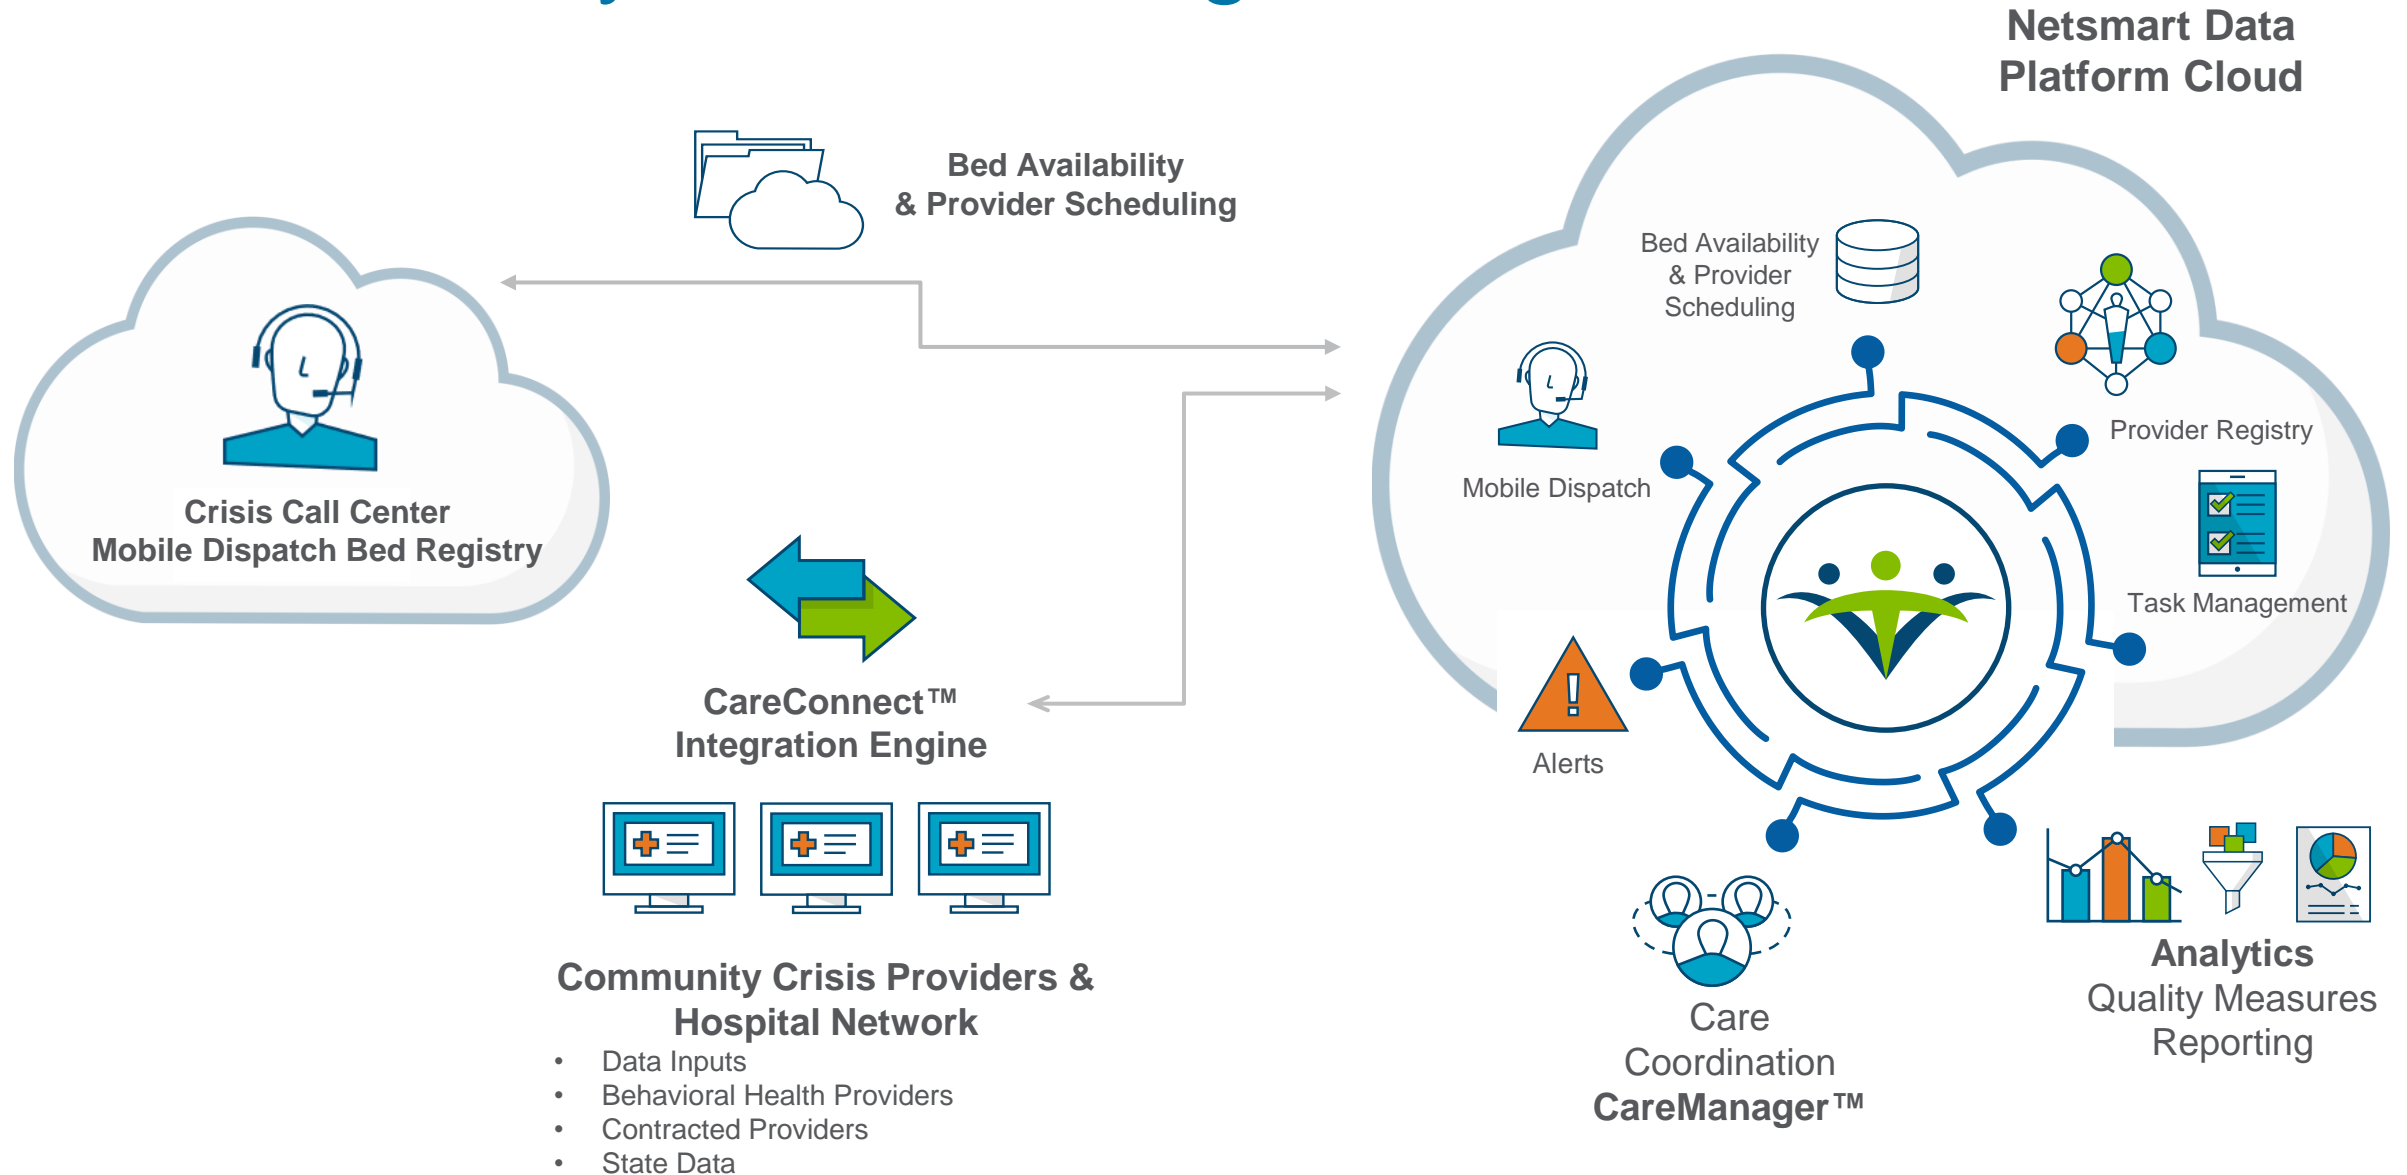 Netsmart Data
Platform Cloud
Bed Availability
& Provider Scheduling
Crisis Call Center
Mobile Dispatch Bed Registry
CareConnect™
Integration Engine
Community Crisis Providers &
Hospital Network
• Data Inputs
• Behavioral Health Providers
• Contracted Providers
• State Data
Bed Availability
& Provider
Scheduling
Mobile Dispatch
Provider Registry
Task Management
Alerts
Care
Coordination
CareManager™
Analytics
Quality Measures
Reporting